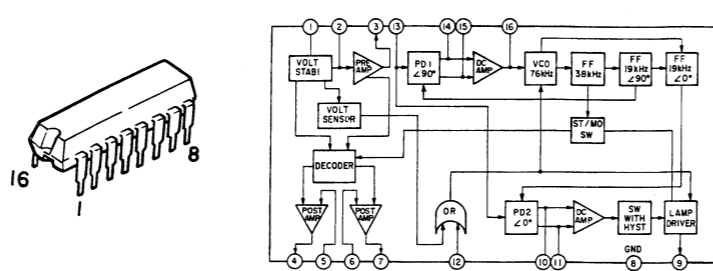 16
1
8
1 2 3 13 14 15 16
VOLT
STABI
PRE
AMP
PD1
∠90°
DC
AMP
VCO
76kHz
FF
38kHz
FF
19kHz
∠90°
FF
19kHz
∠0°
VOLT
SENSOR
ST/MO
SW
DECODER
POST
AMP
POST
AMP
OR
PD2
∠0°
DC
AMP
SW
WITH
HYST
LAMP
DRIVER
GND
4 5 6 7 12 10 11 8 9